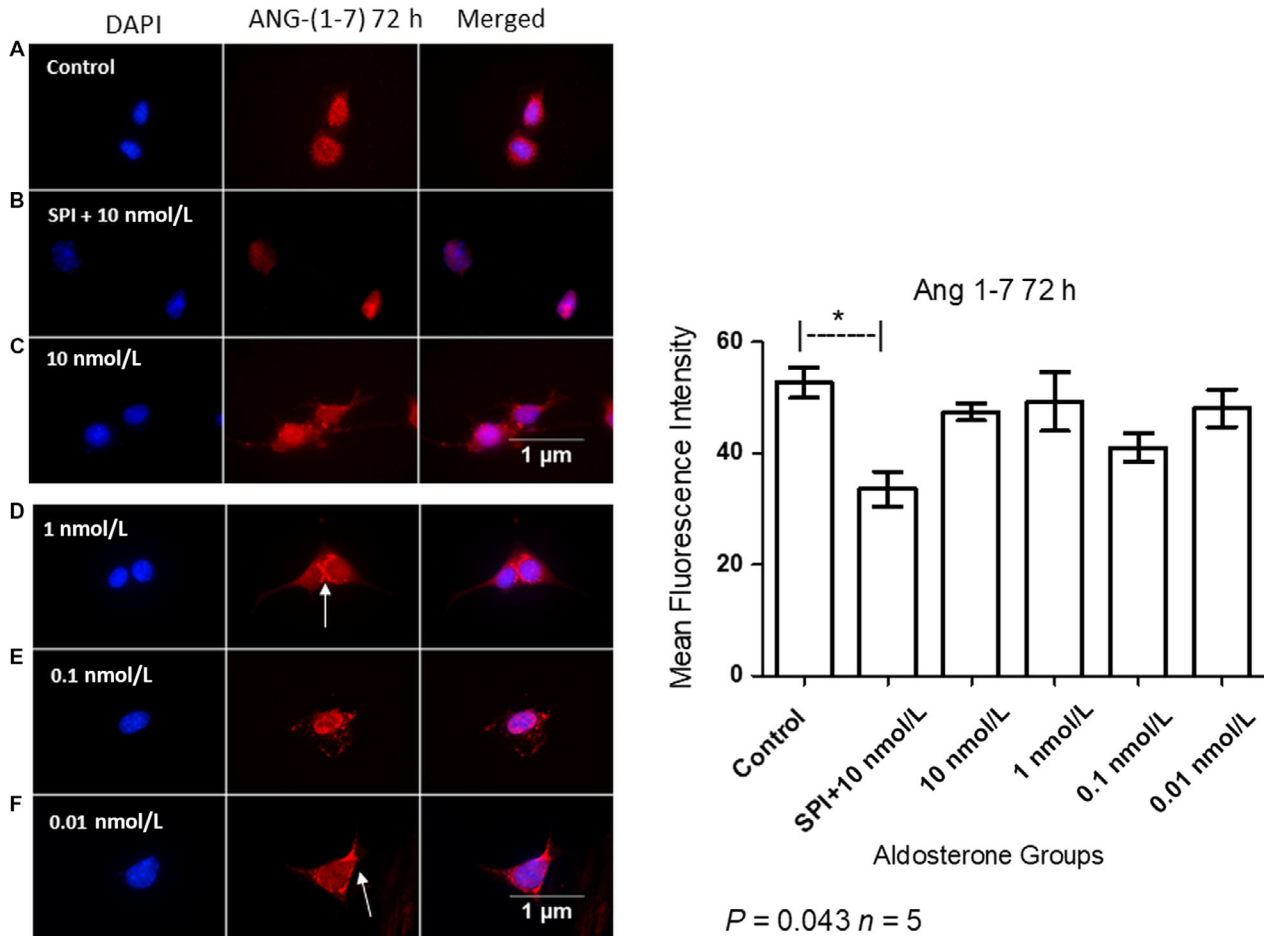 DAPI ANG-(1-7) 72 h Merged
A
Control
B
SPI + 10 nmol/L
C
10 nmol/L
1 µm
D
1 nmol/L
E
0.1 nmol/L
F
0.01 nmol/L
1 µm
Ang 1-7 72 h
*
Mean Fluorescence Intensity
60
40
20
0
Control
SPI+10 nmol/L
10 nmol/L
1 nmol/L
0.1 nmol/L
0.01 nmol/L
Aldosterone Groups
P = 0.043 n = 5